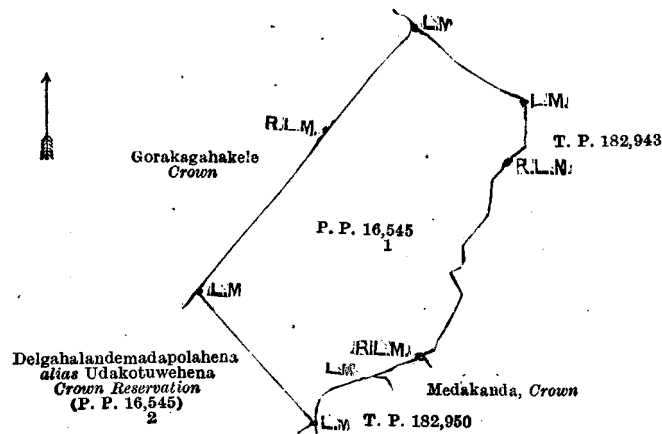 L.M
L.M.
R.L.M.
T. P. 182,943
Gorakagahakele
Crown
R.L.M.
P. P. 16,545
1
L.M
Delgahalandemadapolahena
alias Udakotuwehena
Crown Reservation
(P. P. 16,545)
2
R.L.M.
L.M.
Medakanda, Crown
L.M
T. P. 182,950